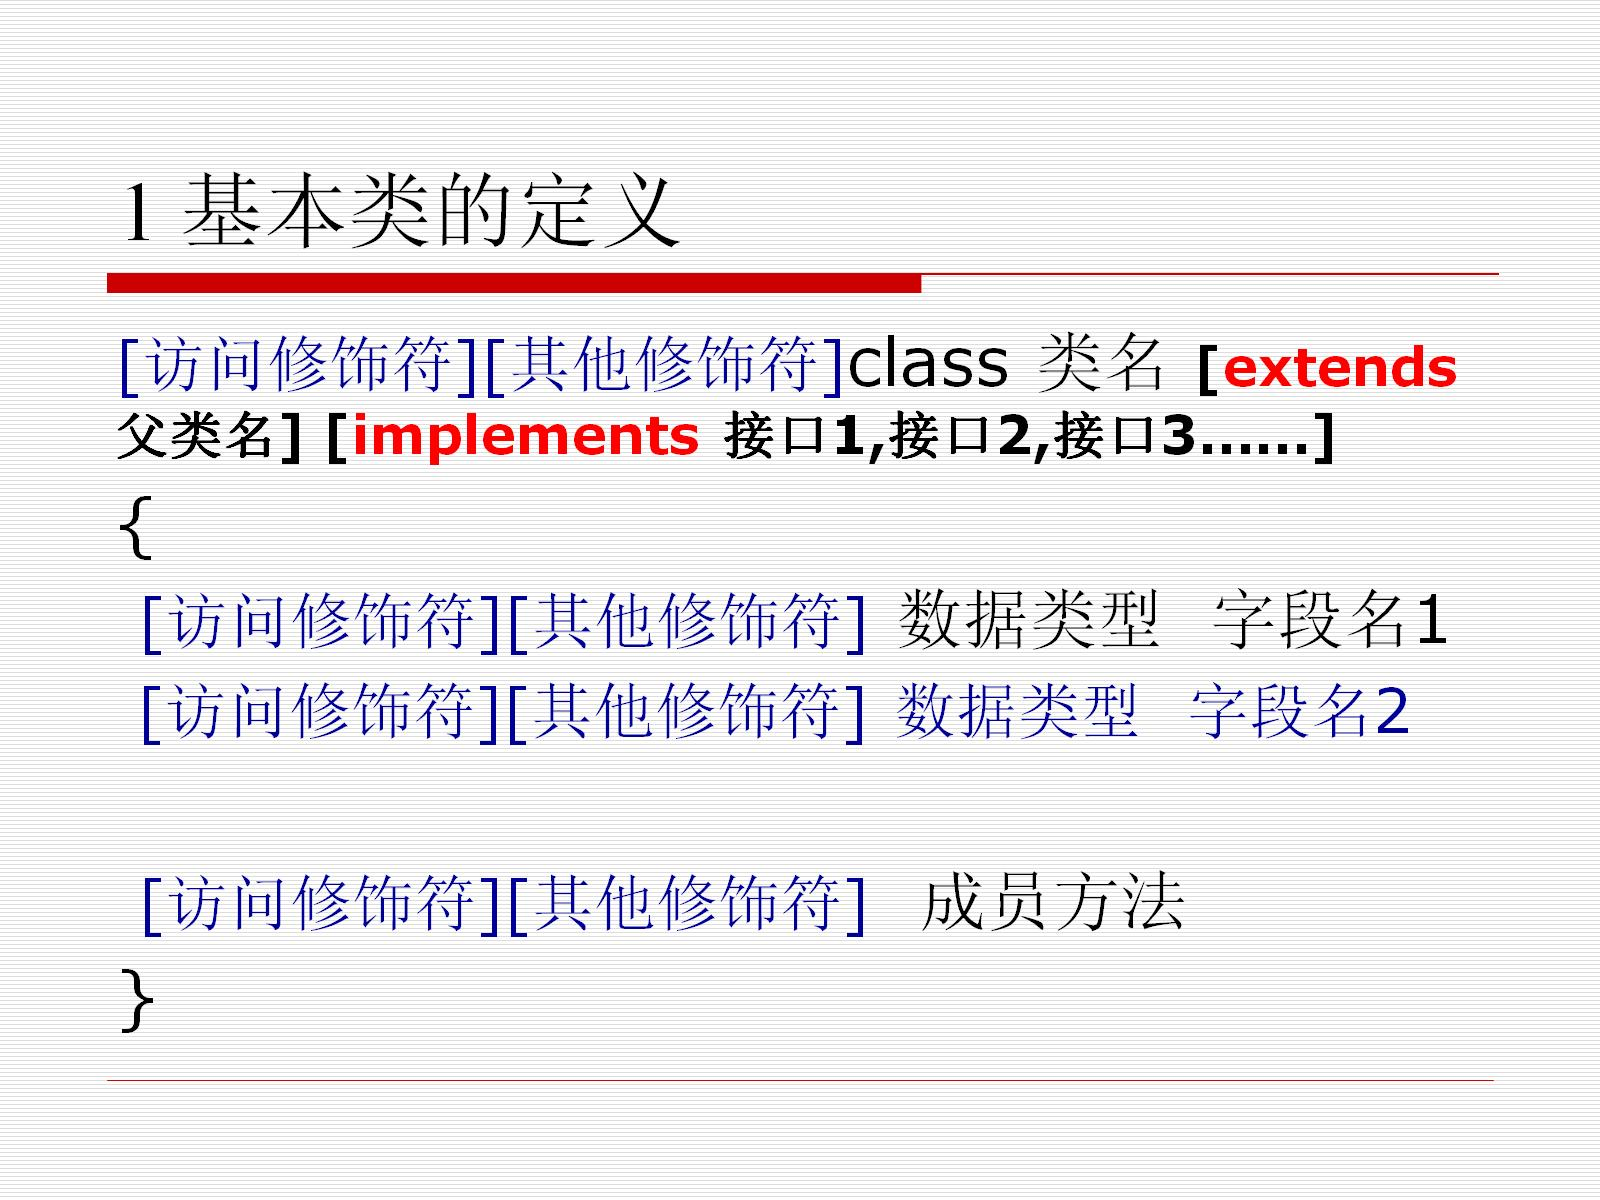 1 基本类的定义
[访问修饰符][其他修饰符]class 类名 [extends
父类名] [implements 接口1,接口2,接口3……]
{
[访问修饰符][其他修饰符] 数据类型 字段名1
[访问修饰符][其他修饰符] 数据类型 字段名2
[访问修饰符][其他修饰符] 成员方法
}